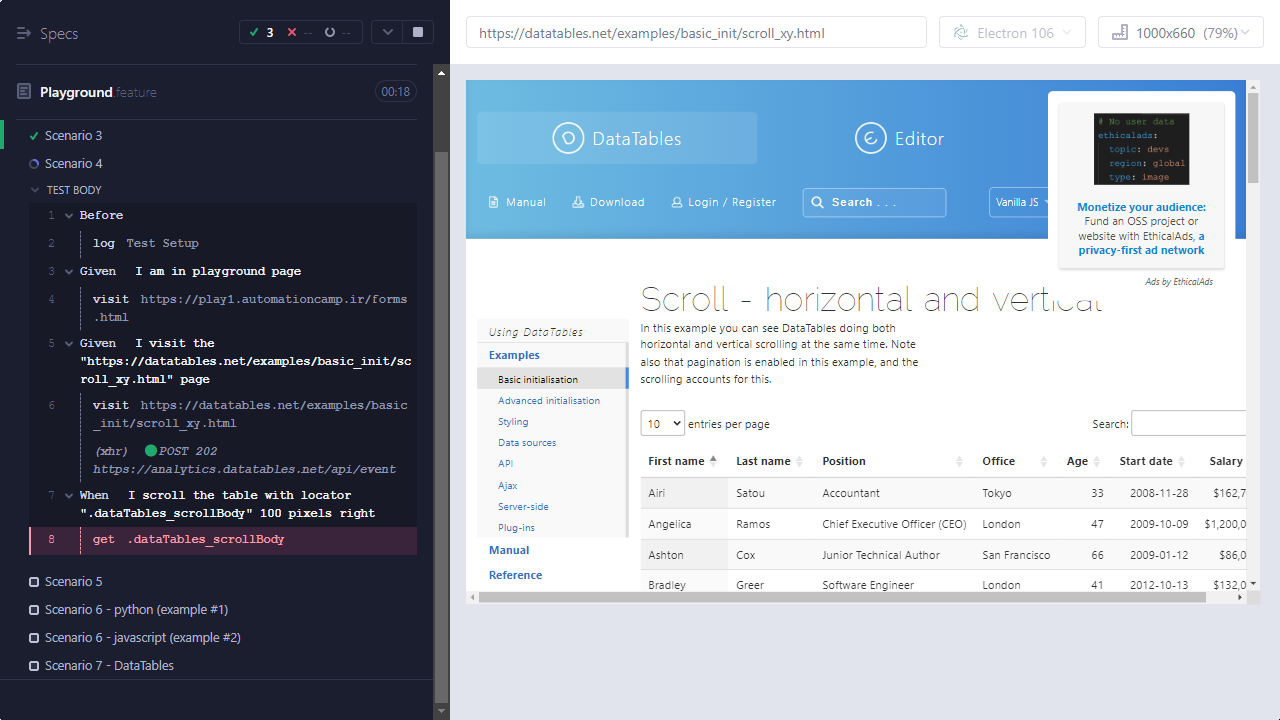 Specs
3
--
--
Playground.feature
00:18
Scenario 3
Scenario 4
TEST BODY
1 Before
2 log Test Setup
3 Given I am in playground page
4 visit https://play1.automationcamp.ir/forms
.html
5 Given I visit the
"https://datatables.net/examples/basic_init/sc
roll_xy.html" page
6 visit https://datatables.net/examples/basic
_init/scroll_xy.html
(xhr) POST 202
https://analytics.datatables.net/api/event
7 When I scroll the table with locator
".dataTables_scrollBody" 100 pixels right
8 get .dataTables_scrollBody
Scenario 5
Scenario 6 - python (example #1)
Scenario 6 - javascript (example #2)
Scenario 7 - DataTables
https://datatables.net/examples/basic_init/scroll_xy.html
Electron 106
1000x660 (79%)
DataTables
Editor
Manual
Download
Login / Register
Search . . .
Vanilla JS
# No user data
ethicalads:
topic: devs
region: global
type: image
Monetize your audience:
Fund an OSS project or
website with EthicalAds, a
privacy-first ad network
Ads by EthicalAds
Using DataTables
Examples
Basic initialisation
Advanced initialisation
Styling
Data sources
API
Ajax
Server-side
Plug-ins
Manual
Reference
Scroll - horizontal and vertical
In this example you can see DataTables doing both
horizontal and vertical scrolling at the same time. Note
also that pagination is enabled in this example, and the
scrolling accounts for this.
10 entries per page
Search:
First name Last name Position Office Age Start date Salary
Airi Satou Accountant Tokyo 33 2008-11-28 $162,7
Angelica Ramos Chief Executive Officer (CEO) London 47 2009-10-09 $1,200,0
Ashton Cox Junior Technical Author San Francisco 66 2009-01-12 $86,0
Bradley Greer Software Engineer London 41 2012-10-13 $132,0